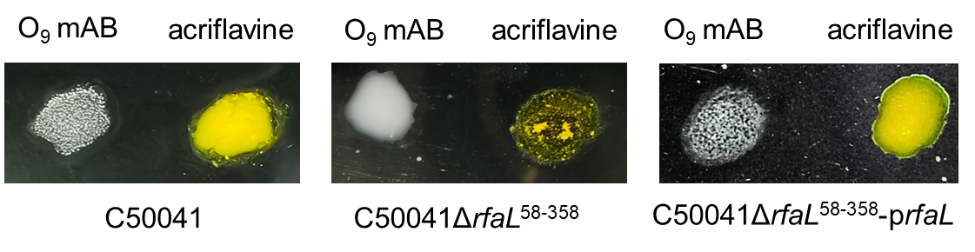 O₉ mAB acriflavine O₉ mAB acriflavine O₉ mAB acriflavine
C50041 C50041ΔrfaL⁵⁸⁻³⁵⁸ C50041ΔrfaL⁵⁸⁻³⁵⁸-prfaL